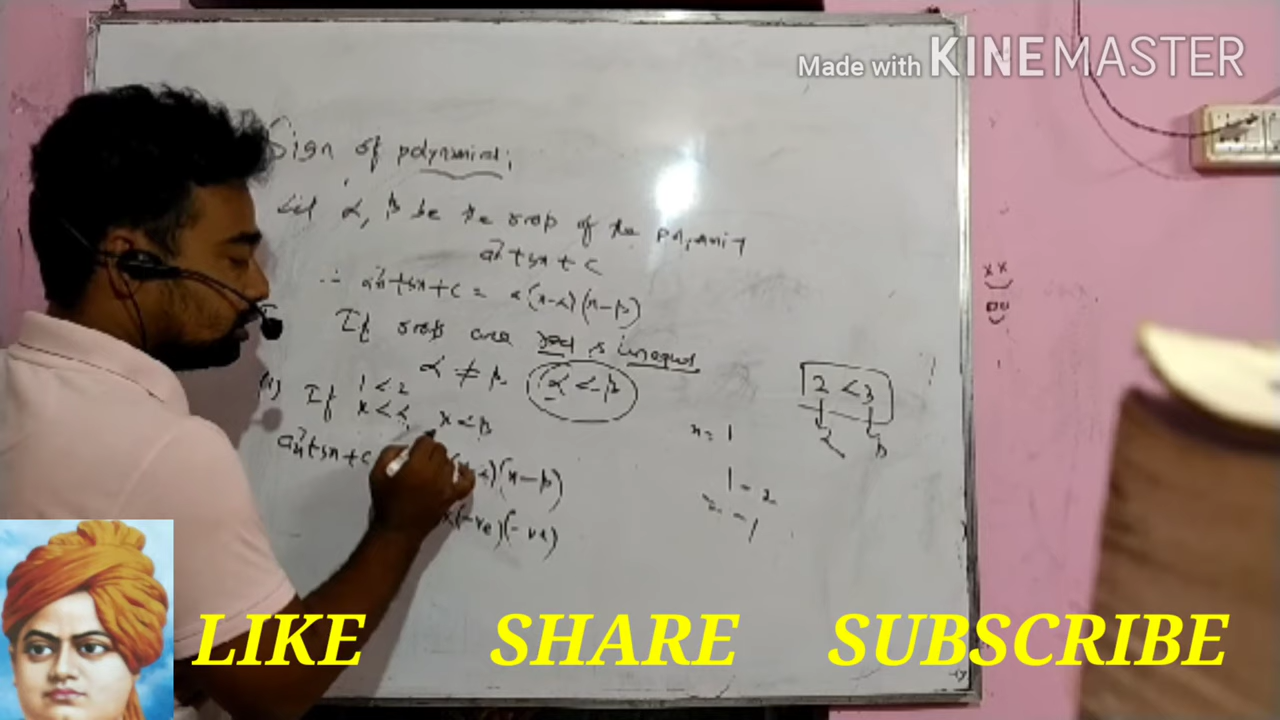 Made with KINEMASTER
Sign of polynomial;
Let α, β be the roots of the polynomial
ax²+bx+c
∴ ax²+bx+c = a(x-α)(x-β)
If roots are real & unequal
α ≠ β α < β
2 < 3
α β
1 < 2
(i) If x < α, x < β
x = 1
ax²+bx+c (x-α)(x-β)
1 - 2
= -1
(-ve)(-ve)
LIKE SHARE SUBSCRIBE